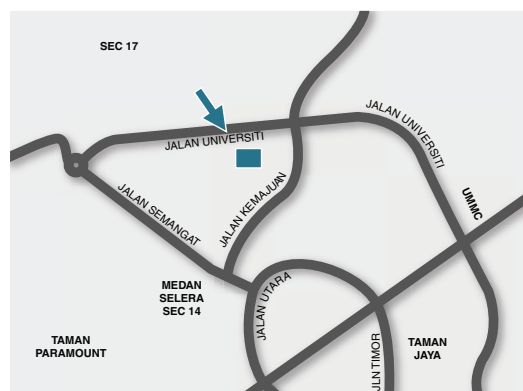 SEC 17
JALAN UNIVERSITI
JALAN UNIVERSITI
UMMC
JALAN SEMANGAT
JALAN KEMAJUAN
MEDAN
SELERA
SEC 14
JALAN UTARA
TAMAN
PARAMOUNT
JLN TIMOR
TAMAN
JAYA